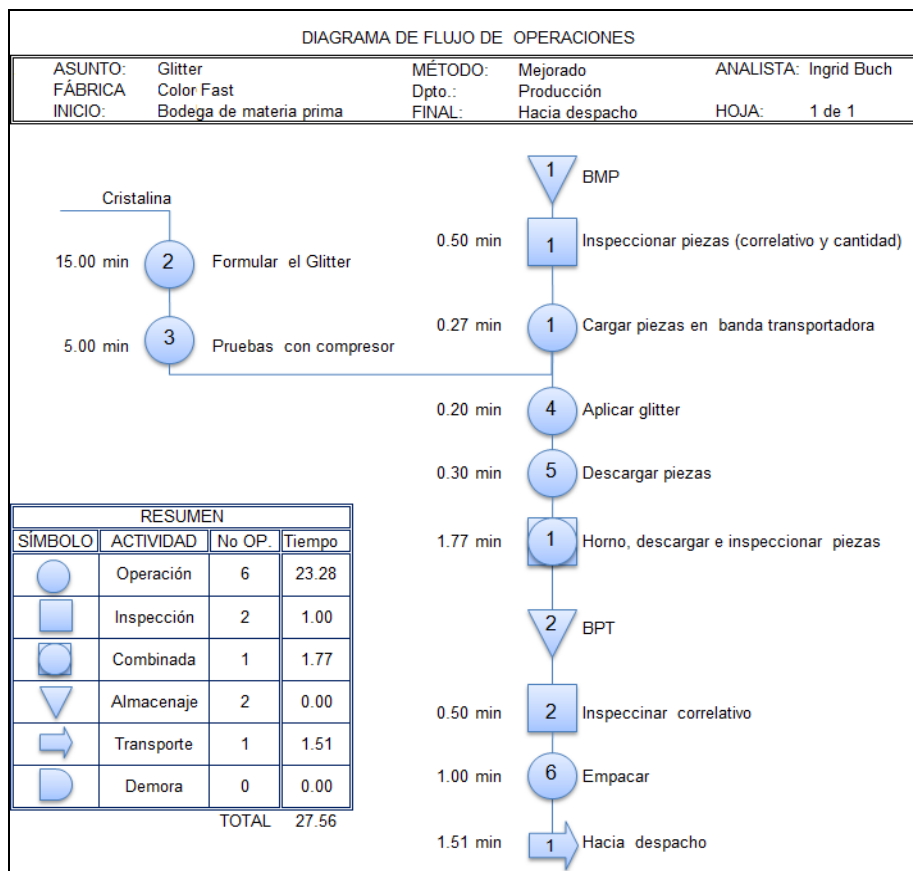 DIAGRAMA DE FLUJO DE OPERACIONES
ASUNTO: Glitter MÉTODO: Mejorado ANALISTA: Ingrid Buch
FÁBRICA Color Fast Dpto.: Producción
INICIO: Bodega de materia prima FINAL: Hacia despacho HOJA: 1 de 1
1 BMP
Cristalina
0.50 min 1 Inspeccionar piezas (correlativo y cantidad)
15.00 min 2 Formular el Glitter
0.27 min 1 Cargar piezas en banda transportadora
5.00 min 3 Pruebas con compresor
0.20 min 4 Aplicar glitter
0.30 min 5 Descargar piezas
1.77 min 1 Horno, descargar e inspeccionar piezas
2 BPT
0.50 min 2 Inspeccinar correlativo
1.00 min 6 Empacar
1.51 min 1 Hacia despacho
RESUMEN
SÍMBOLO ACTIVIDAD No OP. Tiempo
Operación 6 23.28
Inspección 2 1.00
Combinada 1 1.77
Almacenaje 2 0.00
Transporte 1 1.51
Demora 0 0.00
TOTAL 27.56